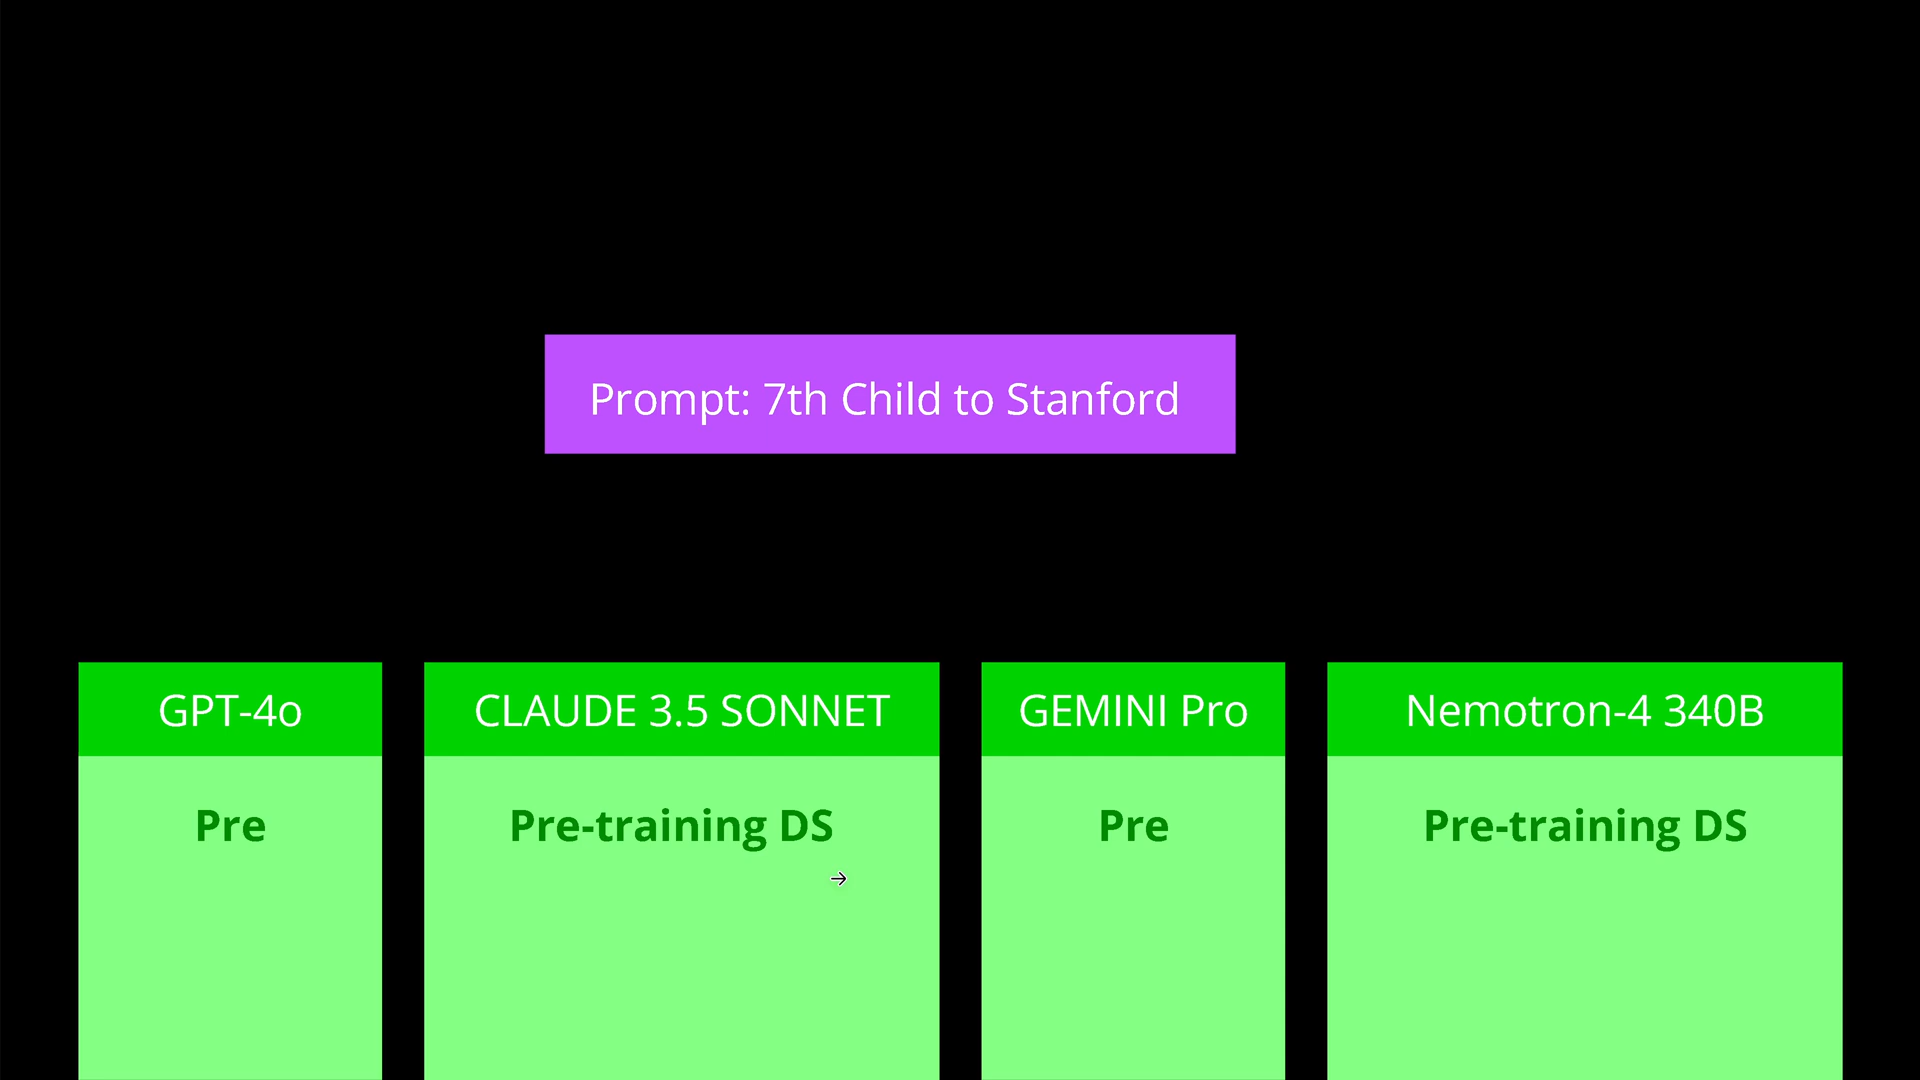 Prompt: 7th Child to Stanford
GPT-4o
CLAUDE 3.5 SONNET
GEMINI Pro
Nemotron-4 340B
Pre
Pre-training DS
Pre
Pre-training DS